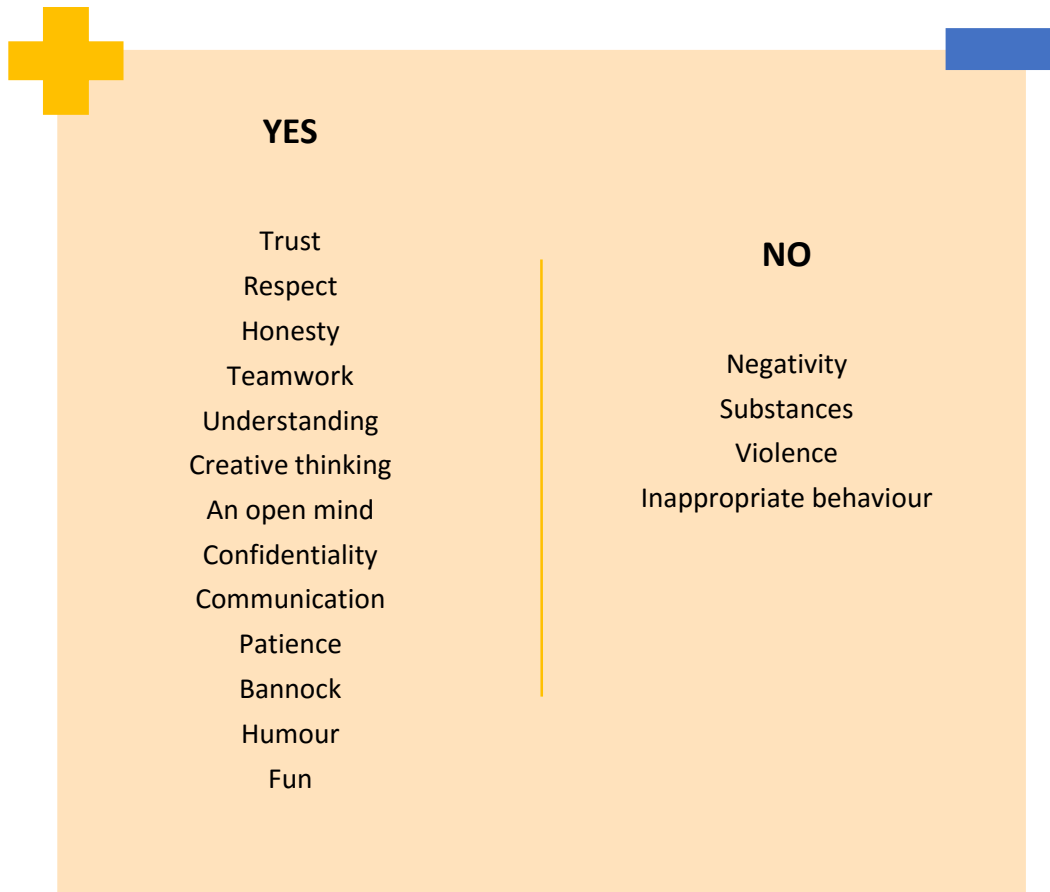 YES
Trust
Respect
Honesty
Teamwork
Understanding
Creative thinking
An open mind
Confidentiality
Communication
Patience
Bannock
Humour
Fun
NO
Negativity
Substances
Violence
Inappropriate behaviour